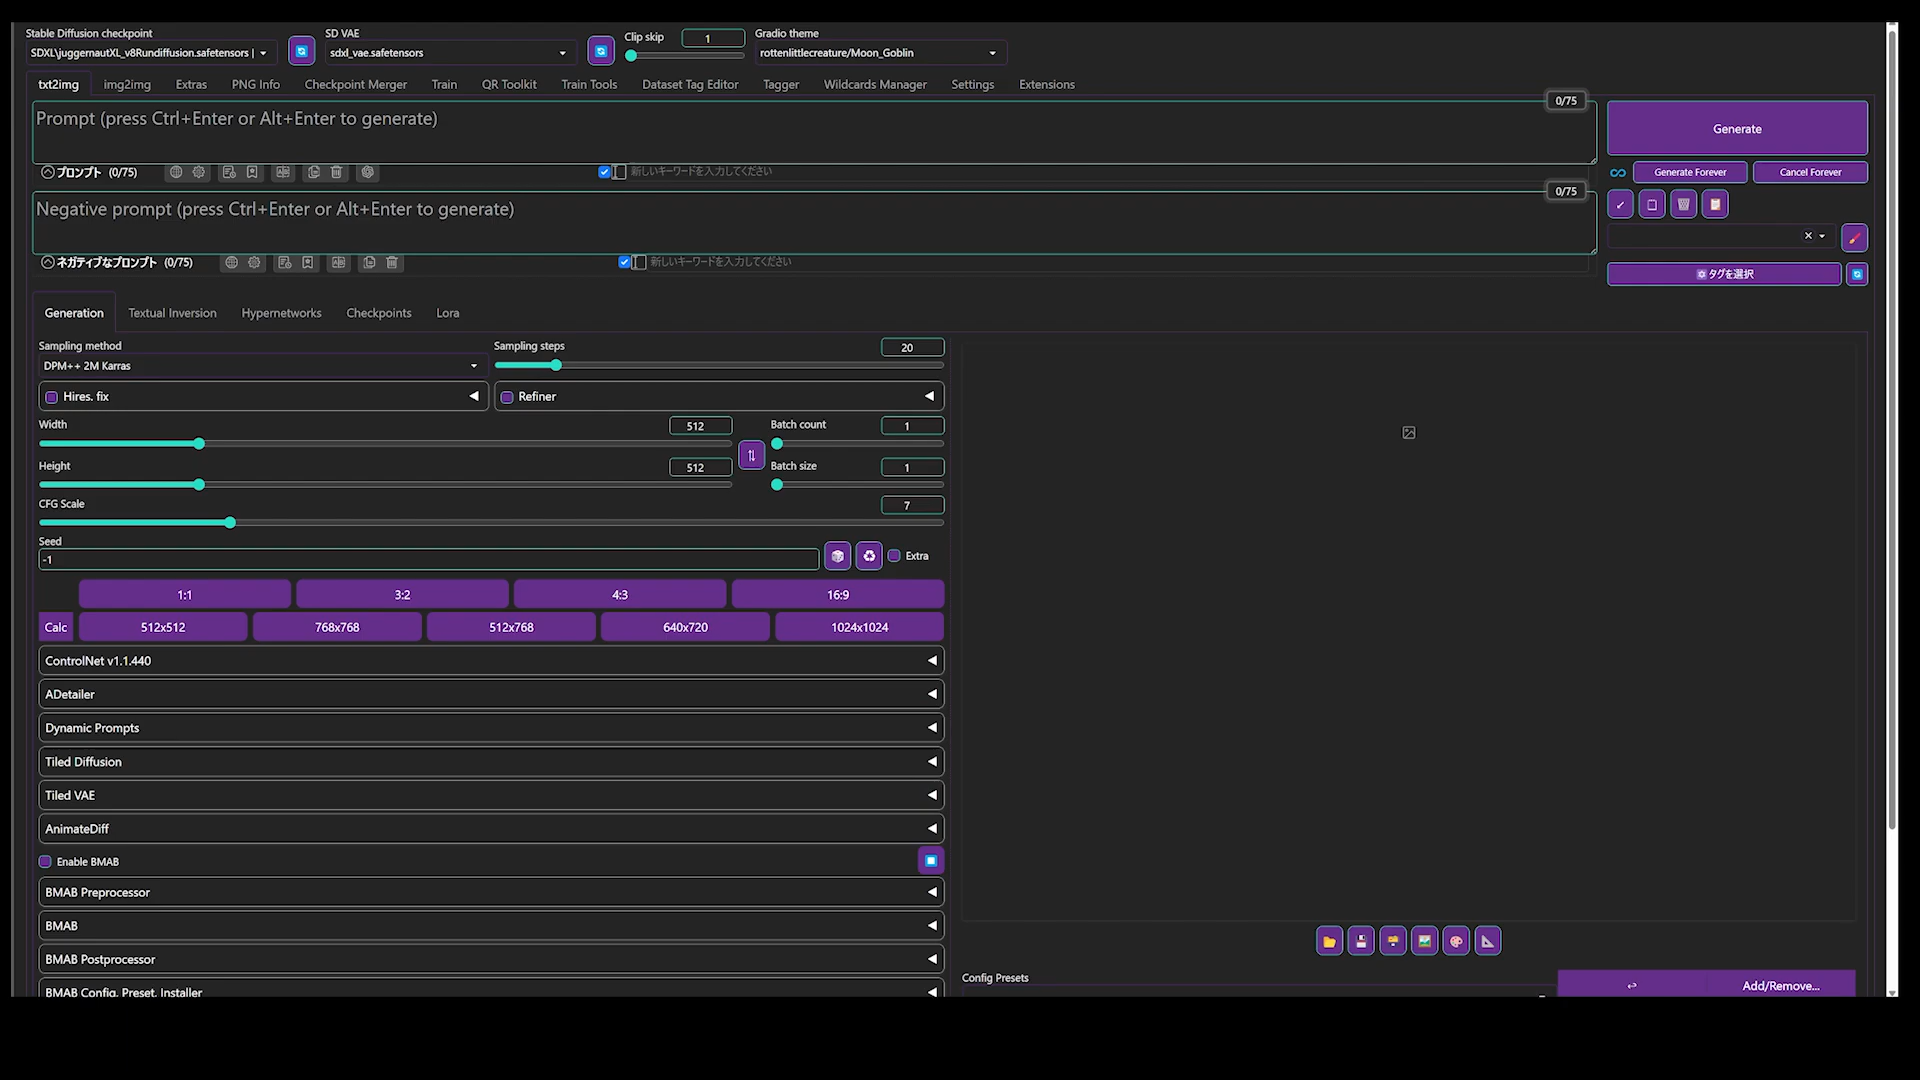 Stable Diffusion checkpoint
SDXL\juggernautXL_v8Rundiffusion.safetensors |
SD VAE
sdxl_vae.safetensors
Clip skip
1
Gradio theme
rottenlittlecreature/Moon_Goblin
txt2img
img2img
Extras
PNG Info
Checkpoint Merger
Train
QR Toolkit
Train Tools
Dataset Tag Editor
Tagger
Wildcards Manager
Settings
Extensions
0/75
Prompt (press Ctrl+Enter or Alt+Enter to generate)
Generate
プロンプト (0/75)
新しいキーワードを入力してください
Generate Forever
Cancel Forever
0/75
Negative prompt (press Ctrl+Enter or Alt+Enter to generate)
ネガティブなプロンプト (0/75)
新しいキーワードを入力してください
タグを選択
Generation
Textual Inversion
Hypernetworks
Checkpoints
Lora
Sampling method
DPM++ 2M Karras
Sampling steps
20
Hires. fix
Refiner
Width
512
Batch count
1
Height
512
Batch size
1
CFG Scale
7
Seed
-1
Extra
1:1
3:2
4:3
16:9
Calc
512x512
768x768
512x768
640x720
1024x1024
ControlNet v1.1.440
ADetailer
Dynamic Prompts
Tiled Diffusion
Tiled VAE
AnimateDiff
Enable BMAB
BMAB Preprocessor
BMAB
BMAB Postprocessor
BMAB Config, Preset, Installer
Config Presets
Add/Remove...